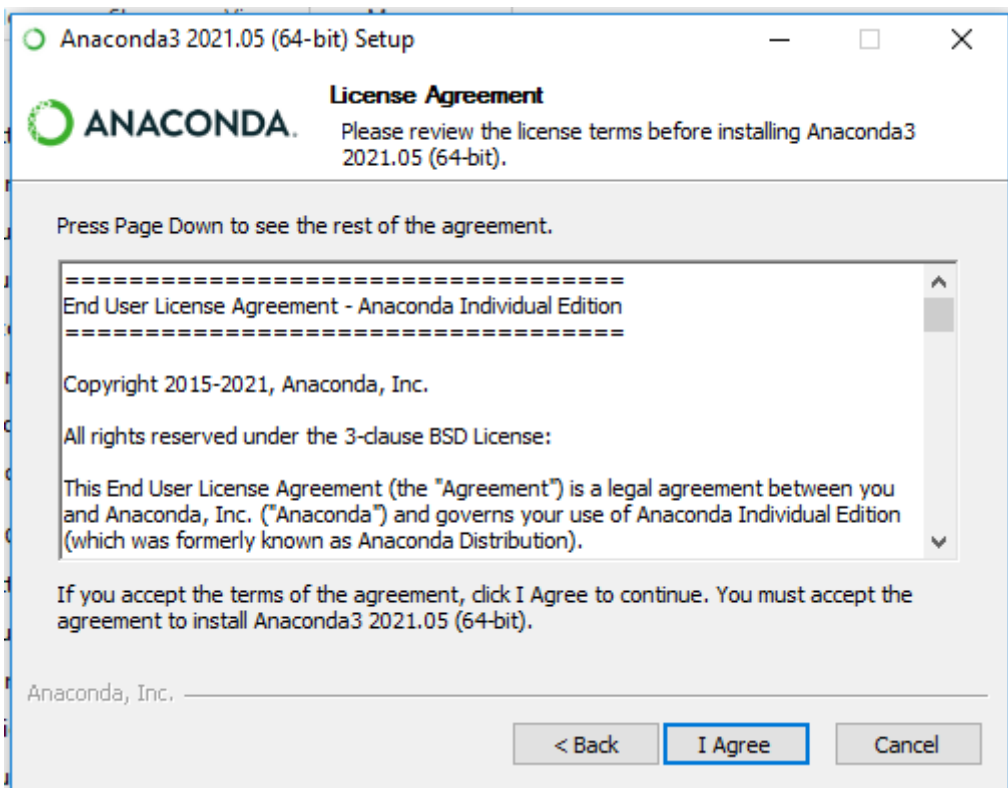 Anaconda3 2021.05 (64-bit) Setup
ANACONDA.
License Agreement
Please review the license terms before installing Anaconda3
2021.05 (64-bit).
Press Page Down to see the rest of the agreement.
===================================
End User License Agreement - Anaconda Individual Edition
===================================
Copyright 2015-2021, Anaconda, Inc.
All rights reserved under the 3-clause BSD License:
This End User License Agreement (the "Agreement") is a legal agreement between you
and Anaconda, Inc. ("Anaconda") and governs your use of Anaconda Individual Edition
(which was formerly known as Anaconda Distribution).
If you accept the terms of the agreement, click I Agree to continue. You must accept the
agreement to install Anaconda3 2021.05 (64-bit).
Anaconda, Inc.
< Back
I Agree
Cancel